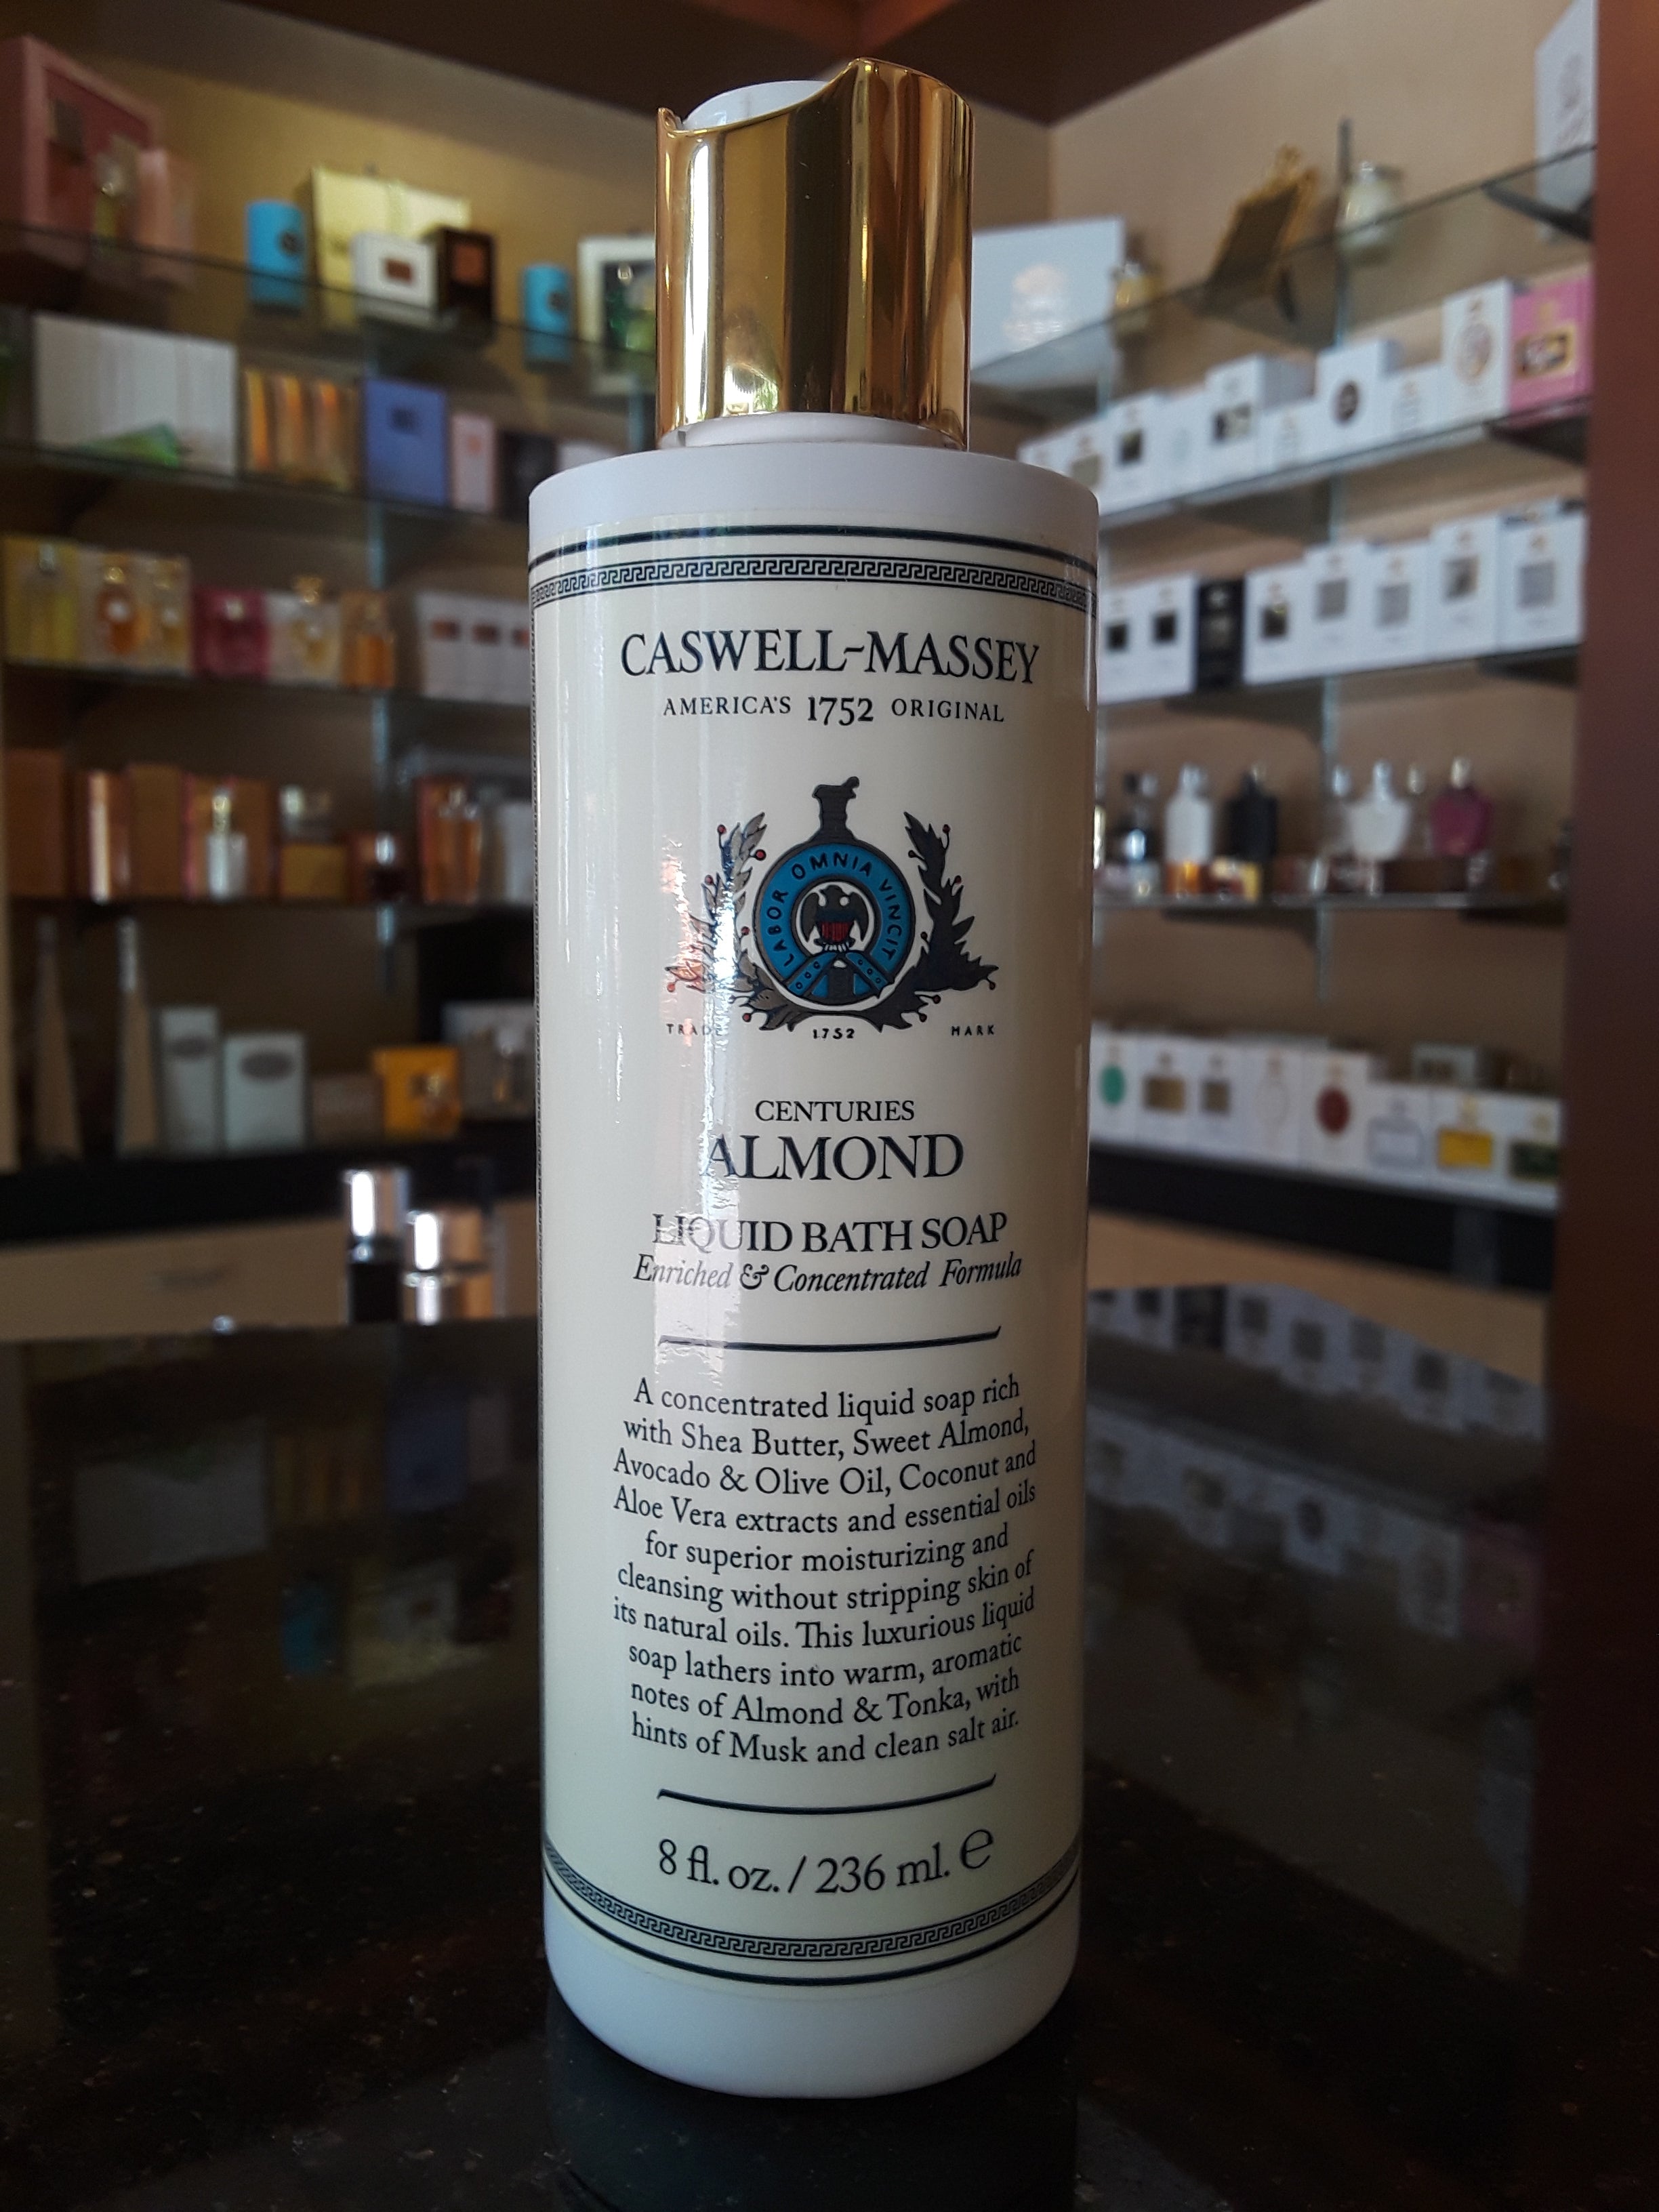 CASWELL-MASSEY
AMERICA'S 1752 ORIGINAL
LABOR OMNIA VINCIT
TRADE 1752 MARK
CENTURIES
ALMOND
LIQUID BATH SOAP
Enriched & Concentrated Formula
A concentrated liquid soap rich
with Shea Butter, Sweet Almond,
Avocado & Olive Oil, Coconut and
Aloe Vera extracts and essential oils
for superior moisturizing and
cleansing without stripping skin of
its natural oils. This luxurious liquid
soap lathers into warm, aromatic
notes of Almond & Tonka, with
hints of Musk and clean salt air.
8 fl. oz. / 236 ml. ℮